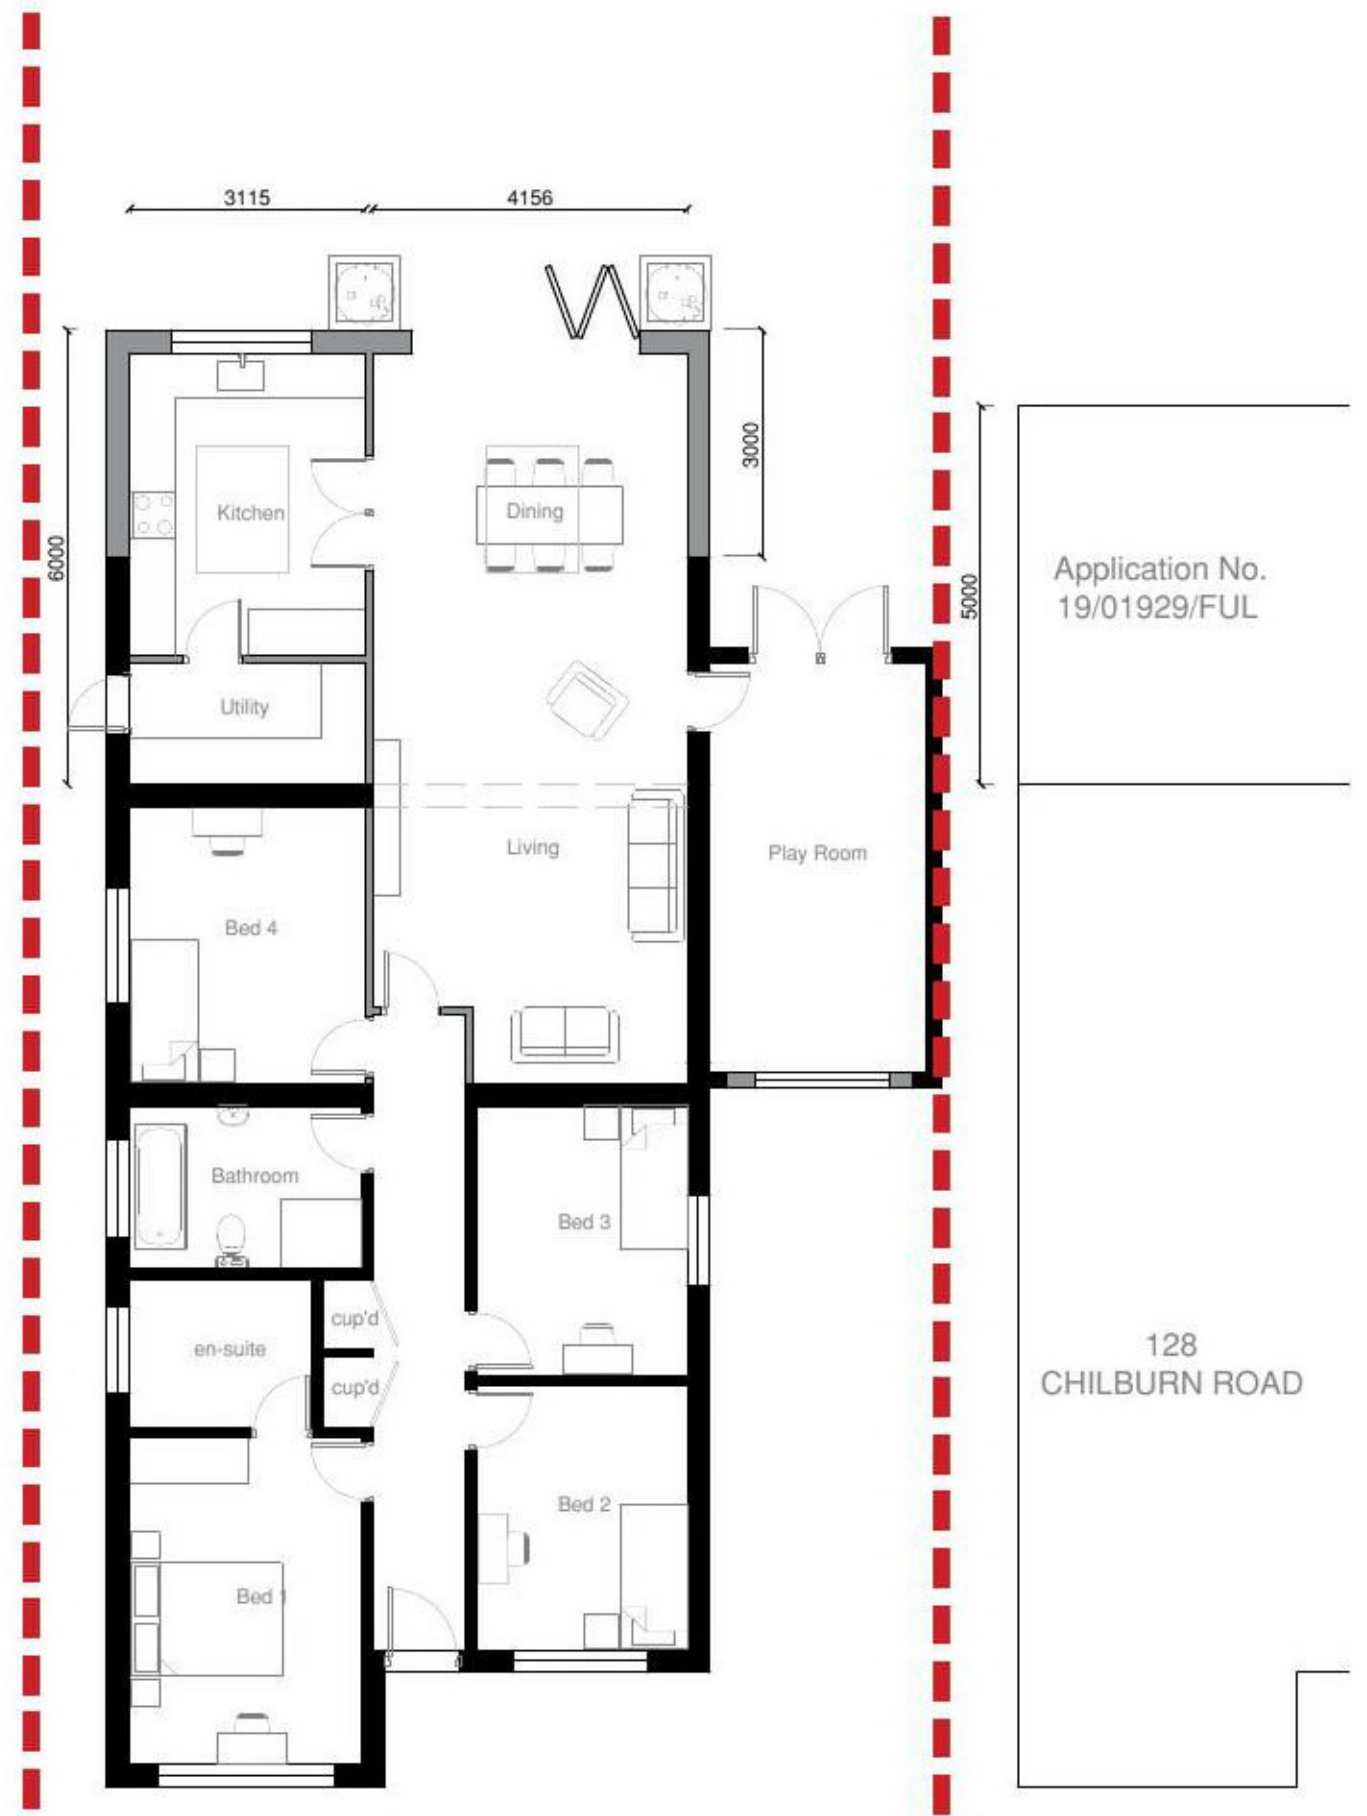 3115
4156
3000
6000
Kitchen
Dining
5000
Application No.
19/01929/FUL
Utility
Living
Play Room
Bed 4
Bathroom
Bed 3
cup'd
en-suite
cup'd
128
CHILBURN ROAD
Bed 2
Bed 1